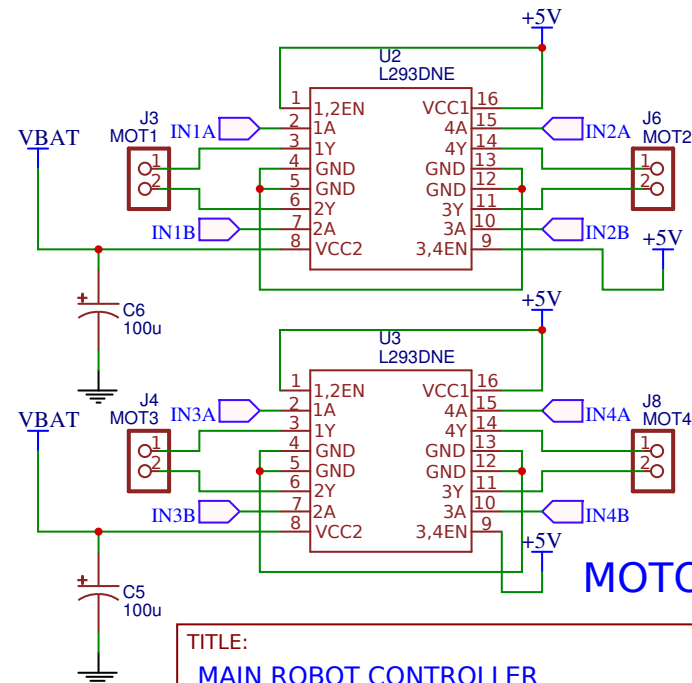 +5V
U2
L293DNE
1 1,2EN VCC1 16
2 1A 4A 15
3 1Y 4Y 14
4 GND GND 13
5 GND GND 12
6 2Y 3Y 11
7 2A 3A 10
8 VCC2 3,4EN 9
J3
MOT1
1
2
IN1A
IN1B
VBAT
C6
100u
IN2A
IN2B
J6
MOT2
1
2
+5V
+5V
U3
L293DNE
1 1,2EN VCC1 16
2 1A 4A 15
3 1Y 4Y 14
4 GND GND 13
5 GND GND 12
6 2Y 3Y 11
7 2A 3A 10
8 VCC2 3,4EN 9
J4
MOT3
1
2
IN3A
IN3B
VBAT
C5
100u
IN4A
IN4B
J8
MOT4
1
2
+5V
MOTO
TITLE:
MAIN ROBOT CONTROLLER